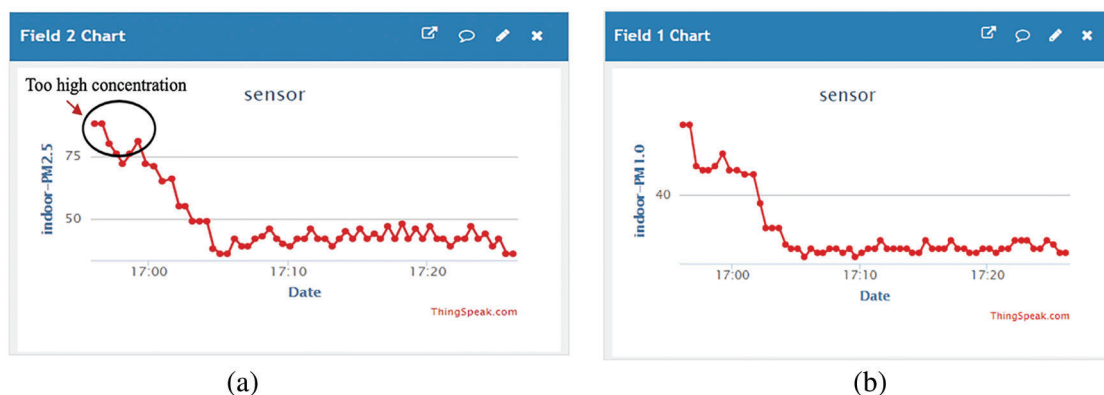 Field 2 Chart
Too high concentration
sensor
indoor-PM2.5
75
50
17:00
17:10
17:20
Date
ThingSpeak.com
(a)
Field 1 Chart
sensor
indoor-PM1.0
40
17:00
17:10
17:20
Date
ThingSpeak.com
(b)